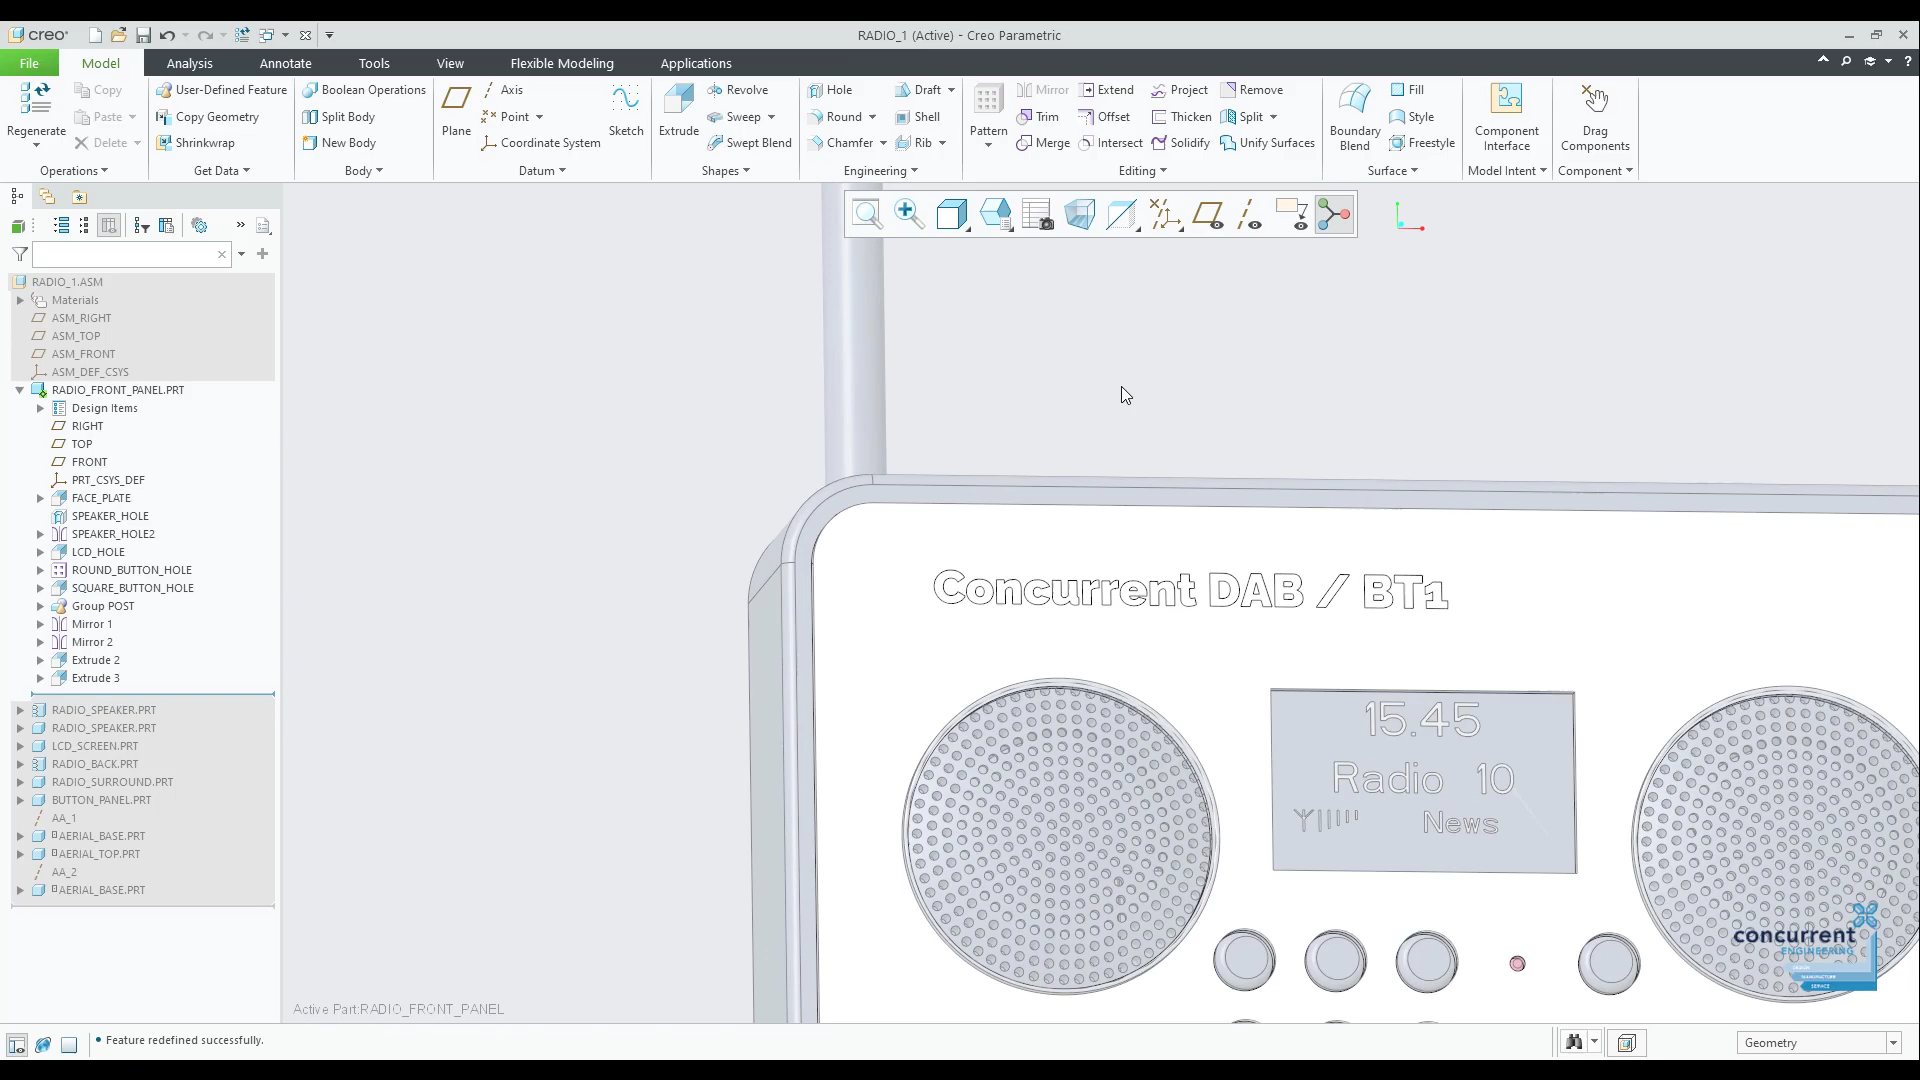 creo
RADIO_1 (Active) - Creo Parametric
File
Model
Analysis
Annotate
Tools
View
Flexible Modeling
Applications
Regenerate
Copy
Paste
Delete
Operations
User-Defined Feature
Copy Geometry
Shrinkwrap
Get Data
Boolean Operations
Split Body
New Body
Body
Plane
Axis
Point
Coordinate System
Sketch
Datum
Extrude
Revolve
Sweep
Swept Blend
Shapes
Hole
Round
Chamfer
Draft
Shell
Rib
Engineering
Pattern
Mirror
Trim
Merge
Extend
Offset
Intersect
Project
Thicken
Solidify
Remove
Split
Unify Surfaces
Editing
Boundary
Blend
Fill
Style
Freestyle
Surface
Component
Interface
Model Intent
Drag
Components
Component
RADIO_1.ASM
Materials
ASM_RIGHT
ASM_TOP
ASM_FRONT
ASM_DEF_CSYS
RADIO_FRONT_PANEL.PRT
Design Items
RIGHT
TOP
FRONT
PRT_CSYS_DEF
FACE_PLATE
SPEAKER_HOLE
SPEAKER_HOLE2
LCD_HOLE
ROUND_BUTTON_HOLE
SQUARE_BUTTON_HOLE
Group POST
Mirror 1
Mirror 2
Extrude 2
Extrude 3
RADIO_SPEAKER.PRT
RADIO_SPEAKER.PRT
LCD_SCREEN.PRT
RADIO_BACK.PRT
RADIO_SURROUND.PRT
BUTTON_PANEL.PRT
AA_1
AERIAL_BASE.PRT
AERIAL_TOP.PRT
AA_2
AERIAL_BASE.PRT
Concurrent DAB / BT1
15.45
Radio 10
News
concurrent
ENGINEERING
DESIGN
MANUFACTURE
SERVICE
Active Part:RADIO_FRONT_PANEL
Feature redefined successfully.
Geometry